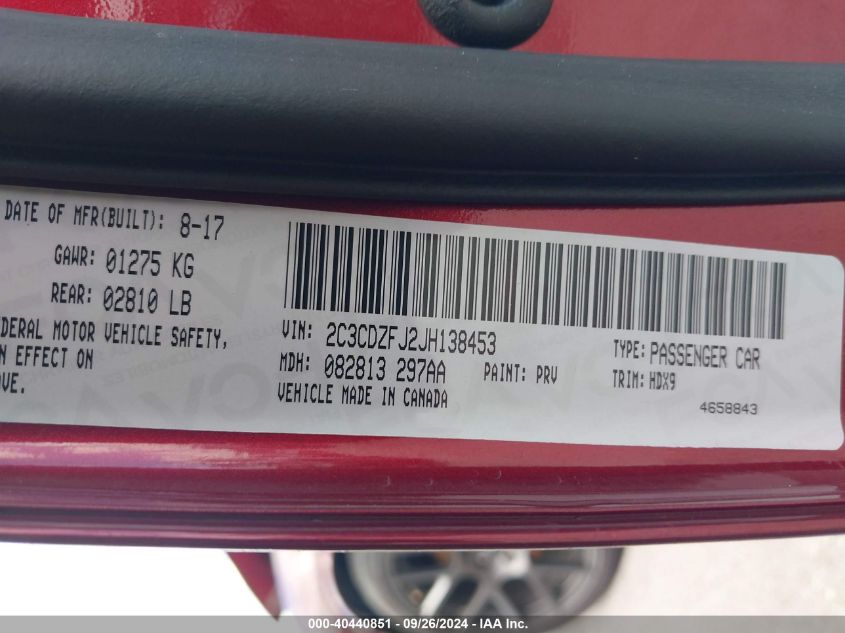 DATE OF MFR(BUILT): 8-17
GAWR: 01275 KG
REAR: 02810 LB
MOTOR VEHICLE SAFETY,
EFFECT ON
VIN: 2C3CDZFJ2JH138453
TYPE: PASSENGER CAR
MDH: 082813 297AA PAINT: PRV
TRIM: HDX9
VEHICLE MADE IN CANADA
4658843
000-40440851 - 09/26/2024 - IAA Inc.